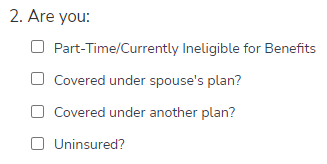 2. Are you:
Part-Time/Currently Ineligible for Benefits
Covered under spouse's plan?
Covered under another plan?
Uninsured?